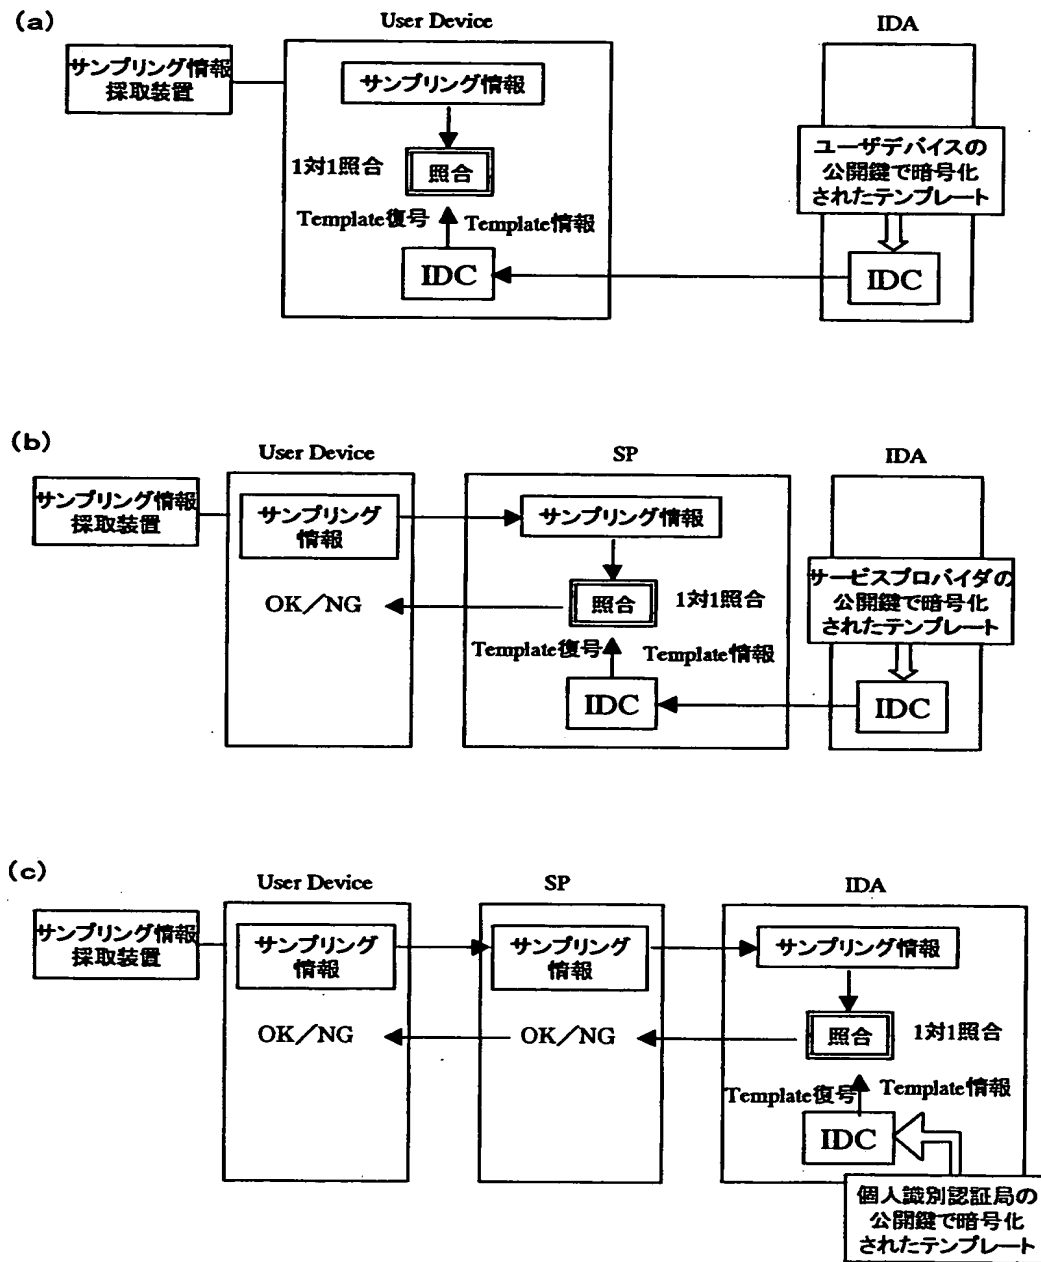 (a)
User Device
IDA
サンプリング情報
採取装置
サンプリング情報
1対1照合
照合
Template復号
Template情報
IDC
ユーザデバイスの
公開鍵で暗号化
されたテンプレート
IDC
(b)
User Device
SP
IDA
サンプリング情報
採取装置
サンプリング
情報
サンプリング情報
OK／NG
照合
1対1照合
Template復号
Template情報
IDC
サービスプロバイダの
公開鍵で暗号化
されたテンプレート
IDC
(c)
User Device
SP
IDA
サンプリング情報
採取装置
サンプリング
情報
サンプリング
情報
サンプリング情報
OK／NG
OK／NG
照合
1対1照合
Template復号
Template情報
IDC
個人識別認証局の
公開鍵で暗号化
されたテンプレート